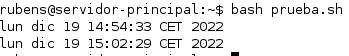 rubens@servidor-principal:~$ bash prueba.sh
lun dic 19 14:54:33 CET 2022
lun dic 19 15:02:29 CET 2022